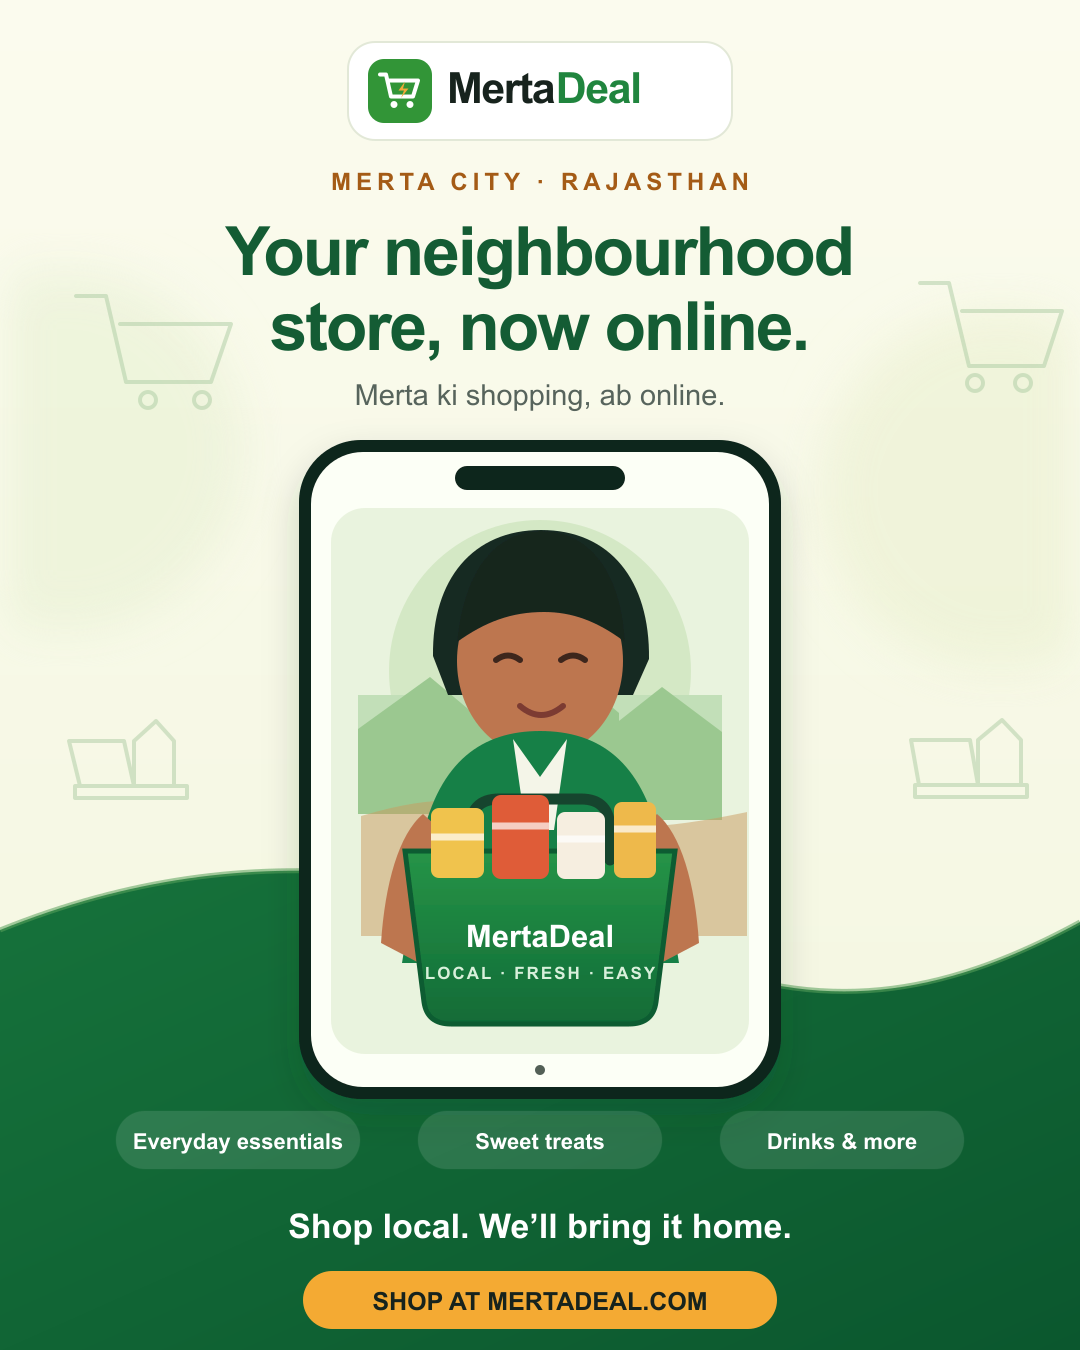 MertaDeal
MERTA CITY · RAJASTHAN
Your neighbourhood
store, now online.
Merta ki shopping, ab online.
MertaDeal
LOCAL · FRESH · EASY
Everyday essentials
Sweet treats
Drinks & more
Shop local. We’ll bring it home.
SHOP AT MERTADEAL.COM